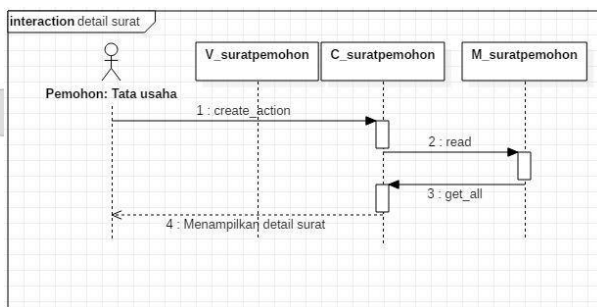 interaction detail surat
V_suratpemohon
C_suratpemohon
M_suratpemohon
Pemohon: Tata usaha
1 : create_action
2 : read
3 : get_all
4 : Menampilkan detail surat